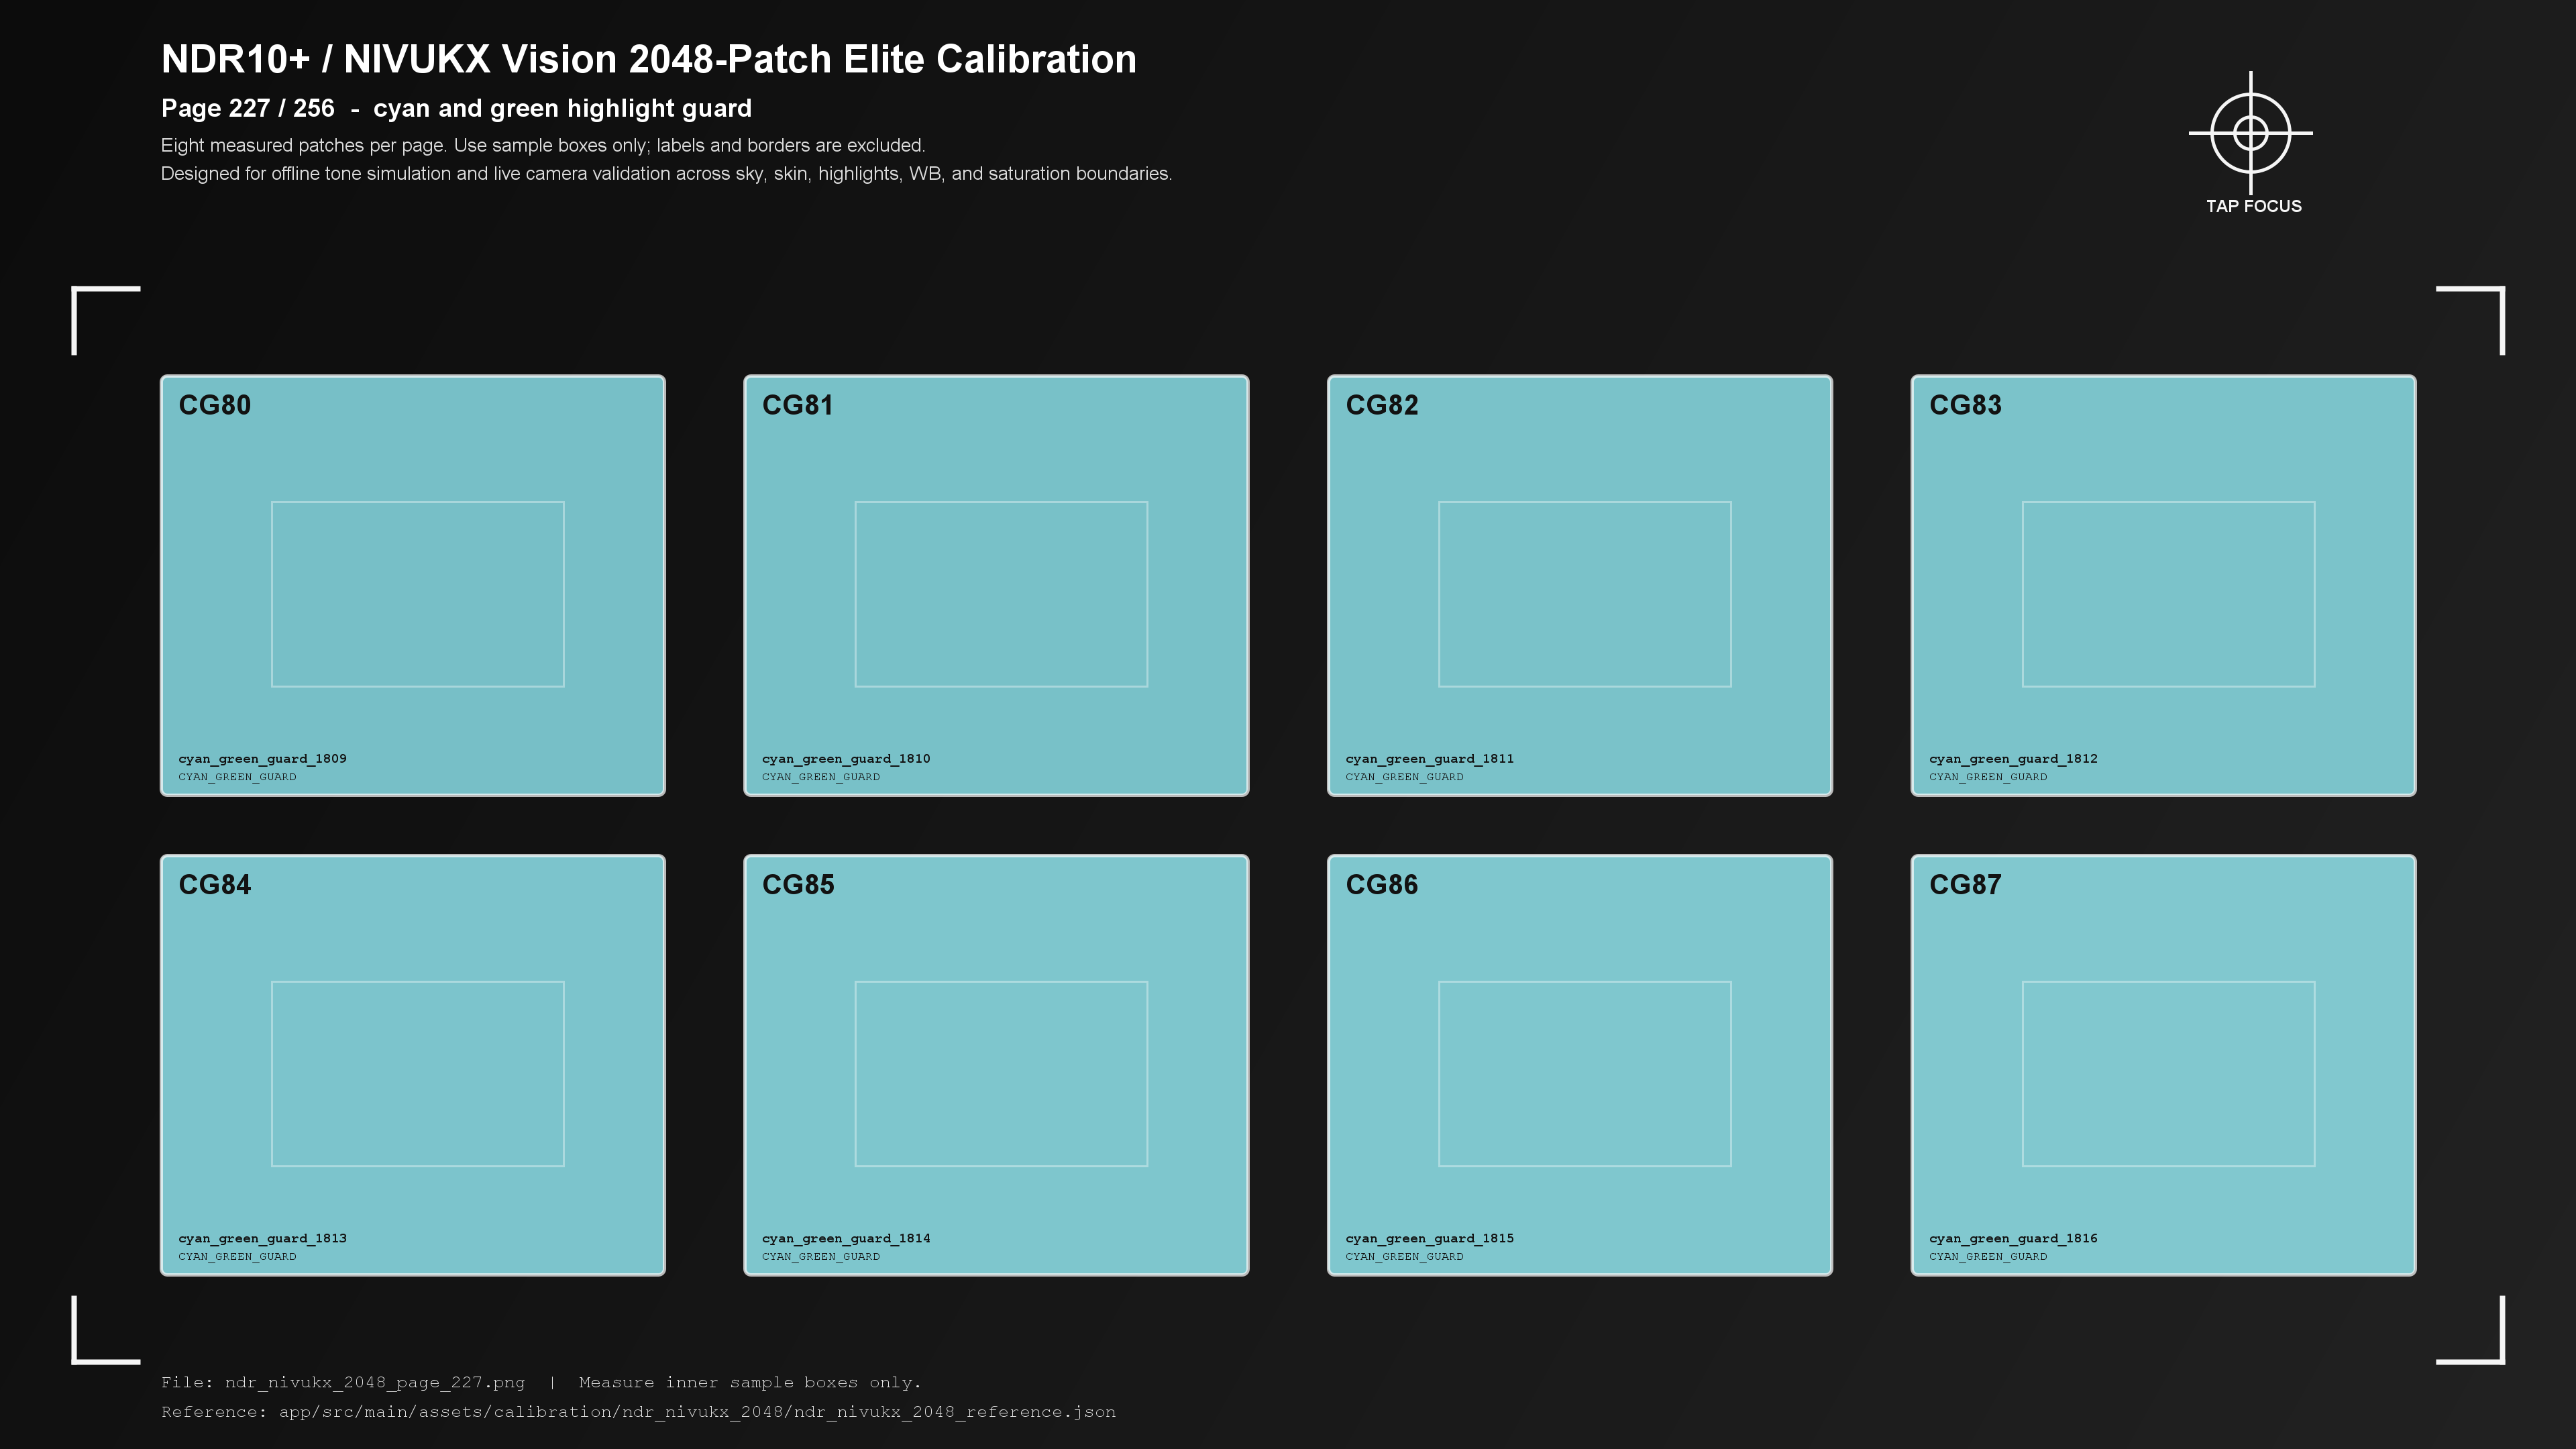 NDR10+ / NIVUKX Vision 2048-Patch Elite Calibration
Page 227 / 256 - cyan and green highlight guard
Eight measured patches per page. Use sample boxes only; labels and borders are excluded.
Designed for offline tone simulation and live camera validation across sky, skin, highlights, WB, and saturation boundaries.
TAP FOCUS
CG80
cyan_green_guard_1809
CYAN_GREEN_GUARD
CG81
cyan_green_guard_1810
CYAN_GREEN_GUARD
CG82
cyan_green_guard_1811
CYAN_GREEN_GUARD
CG83
cyan_green_guard_1812
CYAN_GREEN_GUARD
CG84
cyan_green_guard_1813
CYAN_GREEN_GUARD
CG85
cyan_green_guard_1814
CYAN_GREEN_GUARD
CG86
cyan_green_guard_1815
CYAN_GREEN_GUARD
CG87
cyan_green_guard_1816
CYAN_GREEN_GUARD
File: ndr_nivukx_2048_page_227.png | Measure inner sample boxes only.
Reference: app/src/main/assets/calibration/ndr_nivukx_2048/ndr_nivukx_2048_reference.json